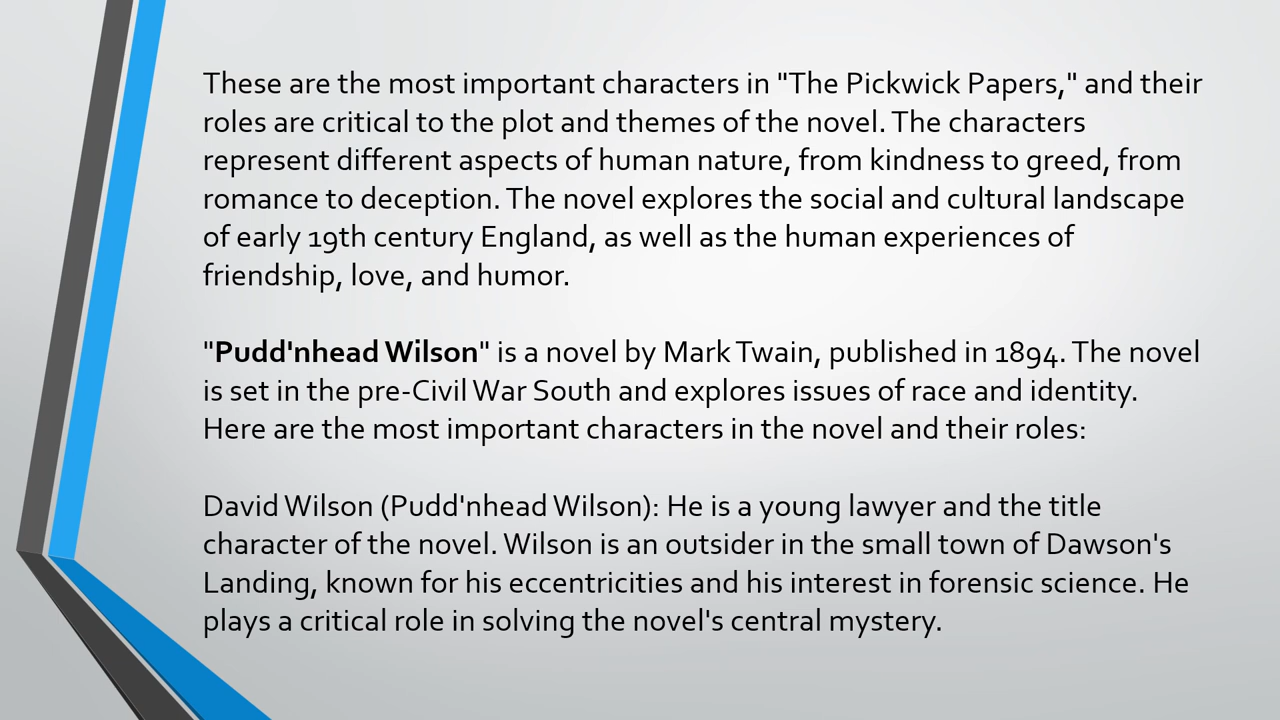 These are the most important characters in "The Pickwick Papers," and their
roles are critical to the plot and themes of the novel. The characters
represent different aspects of human nature, from kindness to greed, from
romance to deception. The novel explores the social and cultural landscape
of early 19th century England, as well as the human experiences of
friendship, love, and humor.
"Pudd'nhead Wilson" is a novel by Mark Twain, published in 1894. The novel
is set in the pre-Civil War South and explores issues of race and identity.
Here are the most important characters in the novel and their roles:
David Wilson (Pudd'nhead Wilson): He is a young lawyer and the title
character of the novel. Wilson is an outsider in the small town of Dawson's
Landing, known for his eccentricities and his interest in forensic science. He
plays a critical role in solving the novel's central mystery.